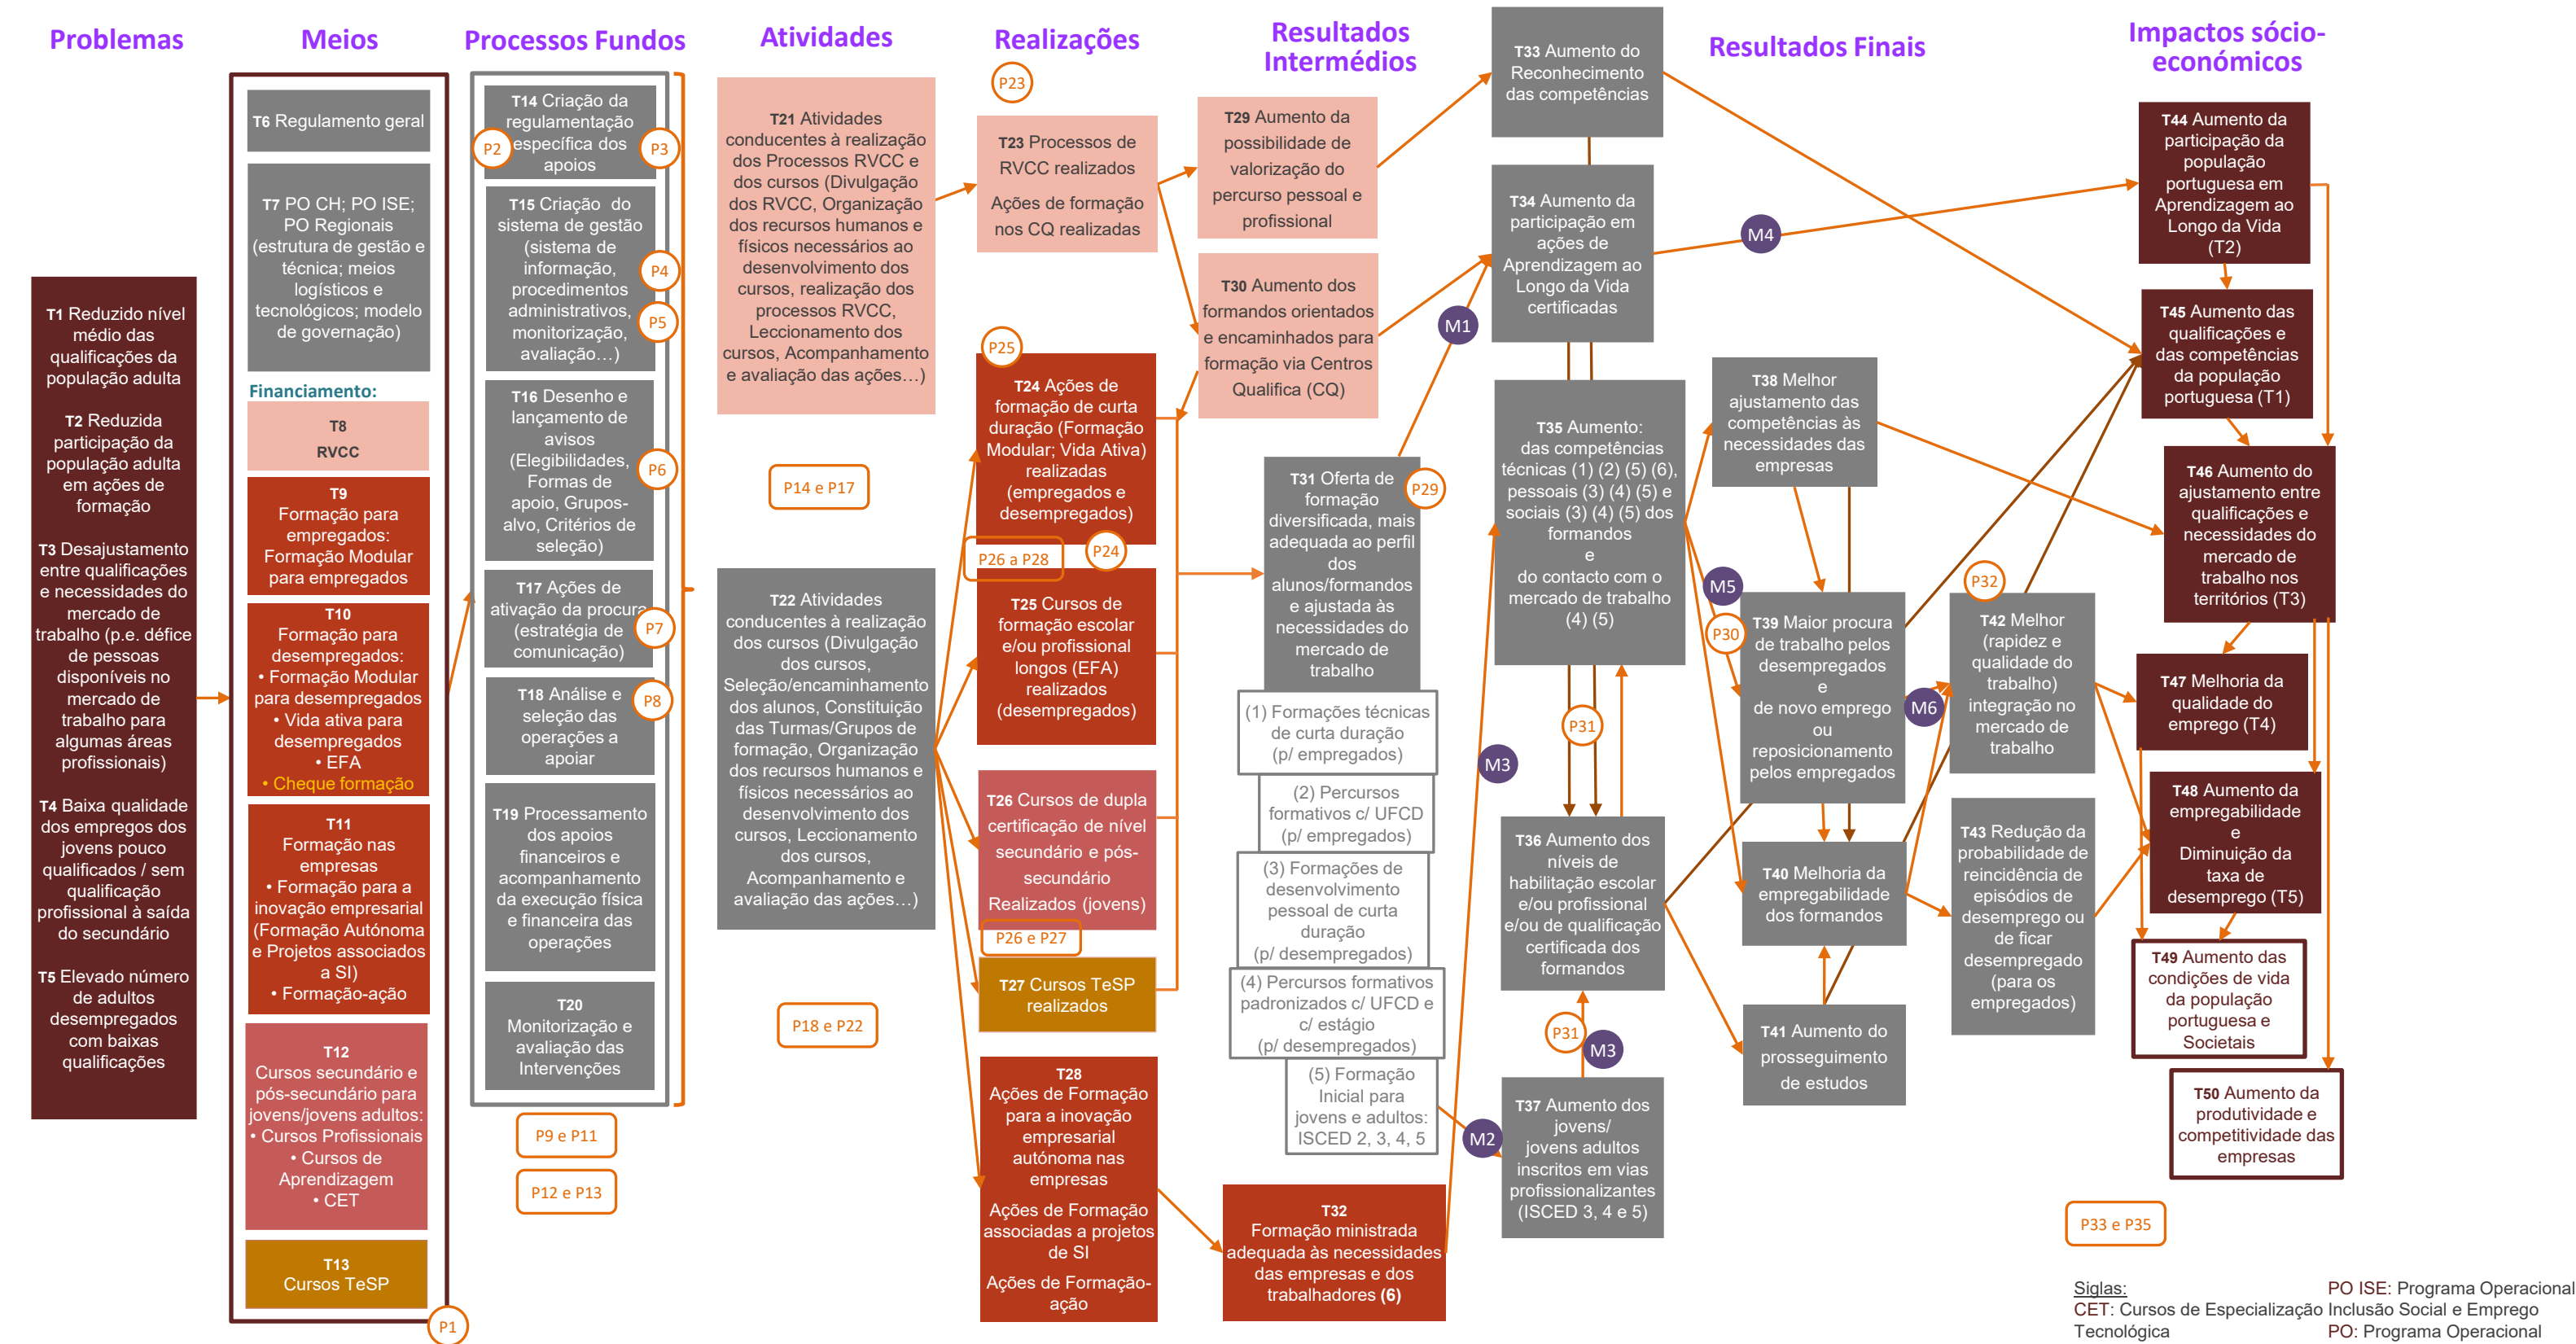 Problemas
Meios
Processos Fundos
Atividades
Realizações
Resultados
Intermédios
Resultados Finais
Impactos sócio-
económicos
T1 Reduzido nível
médio das
qualificações da
população adulta
T2 Reduzida
participação da
população adulta
em ações de
formação
T3 Desajustamento
entre qualificações
e necessidades do
mercado de
trabalho (p.e. défice
de pessoas
disponíveis no
mercado de
trabalho para
algumas áreas
profissionais)
T4 Baixa qualidade
dos empregos dos
jovens pouco
qualificados / sem
qualificação
profissional à saída
do secundário
T5 Elevado número
de adultos
desempregados
com baixas
qualificações
T6 Regulamento geral
T7 PO CH; PO ISE;
PO Regionais
(estrutura de gestão e
técnica; meios
logísticos e
tecnológicos; modelo
de governação)
Financiamento:
T8
RVCC
T9
Formação para
empregados:
Formação Modular
para empregados
T10
Formação para
desempregados:
• Formação Modular
para desempregados
• Vida ativa para
desempregados
• EFA
• Cheque formação
T11
Formação nas
empresas
• Formação para a
inovação empresarial
(Formação Autónoma
e Projetos associados
a SI)
• Formação-ação
T12
Cursos secundário e
pós-secundário para
jovens/jovens adultos:
• Cursos Profissionais
• Cursos de
Aprendizagem
• CET
T13
Cursos TeSP
P1
T14 Criação da
regulamentação
específica dos
apoios
P2
P3
T15 Criação do
sistema de gestão
(sistema de
informação,
procedimentos
administrativos,
monitorização,
avaliação…)
P4
P5
T16 Desenho e
lançamento de
avisos
(Elegibilidades,
Formas de
apoio, Grupos-
alvo, Critérios de
seleção)
P6
T17 Ações de
ativação da procura
(estratégia de
comunicação)
P7
T18 Análise e
seleção das
operações a
apoiar
P8
T19 Processamento
dos apoios
financeiros e
acompanhamento
da execução física
e financeira das
operações
T20
Monitorização e
avaliação das
Intervenções
P9 e P11
P12 e P13
T21 Atividades
conducentes à realização
dos Processos RVCC e
dos cursos (Divulgação
dos RVCC, Organização
dos recursos humanos e
físicos necessários ao
desenvolvimento dos
cursos, realização dos
processos RVCC,
Leccionamento dos
cursos, Acompanhamento
e avaliação das ações…)
P14 e P17
T22 Atividades
conducentes à realização
dos cursos (Divulgação
dos cursos,
Seleção/encaminhamento
dos alunos, Constituição
das Turmas/Grupos de
formação, Organização
dos recursos humanos e
físicos necessários ao
desenvolvimento dos
cursos, Leccionamento
dos cursos,
Acompanhamento e
avaliação das ações…)
P18 e P22
P23
T23 Processos de
RVCC realizados
Ações de formação
nos CQ realizadas
P25
T24 Ações de
formação de curta
duração (Formação
Modular; Vida Ativa)
realizadas
(empregados e
desempregados)
P26 a P28
P24
T25 Cursos de
formação escolar
e/ou profissional
longos (EFA)
realizados
(desempregados)
T26 Cursos de dupla
certificação de nível
secundário e pós-
secundário
Realizados (jovens)
P26 e P27
T27 Cursos TeSP
realizados
T28
Ações de Formação
para a inovação
empresarial
autónoma nas
empresas
Ações de Formação
associadas a projetos
de SI
Ações de Formação-
ação
T29 Aumento da
possibilidade de
valorização do
percurso pessoal e
profissional
T30 Aumento dos
formandos orientados
e encaminhados para
formação via Centros
Qualifica (CQ)
T31 Oferta de
formação
diversificada, mais
adequada ao perfil
dos
alunos/formandos
e ajustada às
necessidades do
mercado de
trabalho
P29
(1) Formações técnicas
de curta duração
(p/ empregados)
(2) Percursos
formativos c/ UFCD
(p/ empregados)
(3) Formações de
desenvolvimento
pessoal de curta
duração
(p/ desempregados)
(4) Percursos formativos
padronizados c/ UFCD e
c/ estágio
(p/ desempregados)
(5) Formação
Inicial para
jovens e adultos:
ISCED 2, 3, 4, 5
T32
Formação ministrada
adequada às necessidades
das empresas e dos
trabalhadores (6)
M1
M3
M2
T33 Aumento do
Reconhecimento
das competências
T34 Aumento da
participação em
ações de
Aprendizagem ao
Longo da Vida
certificadas
T35 Aumento:
das competências
técnicas (1) (2) (5) (6),
pessoais (3) (4) (5) e
sociais (3) (4) (5) dos
formandos
e
do contacto com o
mercado de trabalho
(4) (5)
P31
T36 Aumento dos
níveis de
habilitação escolar
e/ou profissional
e/ou de qualificação
certificada dos
formandos
P31
M3
T37 Aumento dos
jovens/
jovens adultos
inscritos em vias
profissionalizantes
(ISCED 3, 4 e 5)
M4
T38 Melhor
ajustamento das
competências às
necessidades das
empresas
M5
P30
T39 Maior procura
de trabalho pelos
desempregados
e
de novo emprego
ou
reposicionamento
pelos empregados
M6
T40 Melhoria da
empregabilidade
dos formandos
T41 Aumento do
prosseguimento
de estudos
P32
T42 Melhor
(rapidez e
qualidade do
trabalho)
integração no
mercado de
trabalho
T43 Redução da
probabilidade de
reincidência de
episódios de
desemprego ou
de ficar
desempregado
(para os
empregados)
T44 Aumento da
participação da
população
portuguesa em
Aprendizagem ao
Longo da Vida
(T2)
T45 Aumento das
qualificações e
das competências
da população
portuguesa (T1)
T46 Aumento do
ajustamento entre
qualificações e
necessidades do
mercado de
trabalho nos
territórios (T3)
T47 Melhoria da
qualidade do
emprego (T4)
T48 Aumento da
empregabilidade
e
Diminuição da
taxa de
desemprego (T5)
T49 Aumento das
condições de vida
da população
portuguesa e
Societais
T50 Aumento da
produtividade e
competitividade das
empresas
P33 e P35
Siglas:
CET: Cursos de Especialização
Tecnológica
PO ISE: Programa Operacional
Inclusão Social e Emprego
PO: Programa Operacional